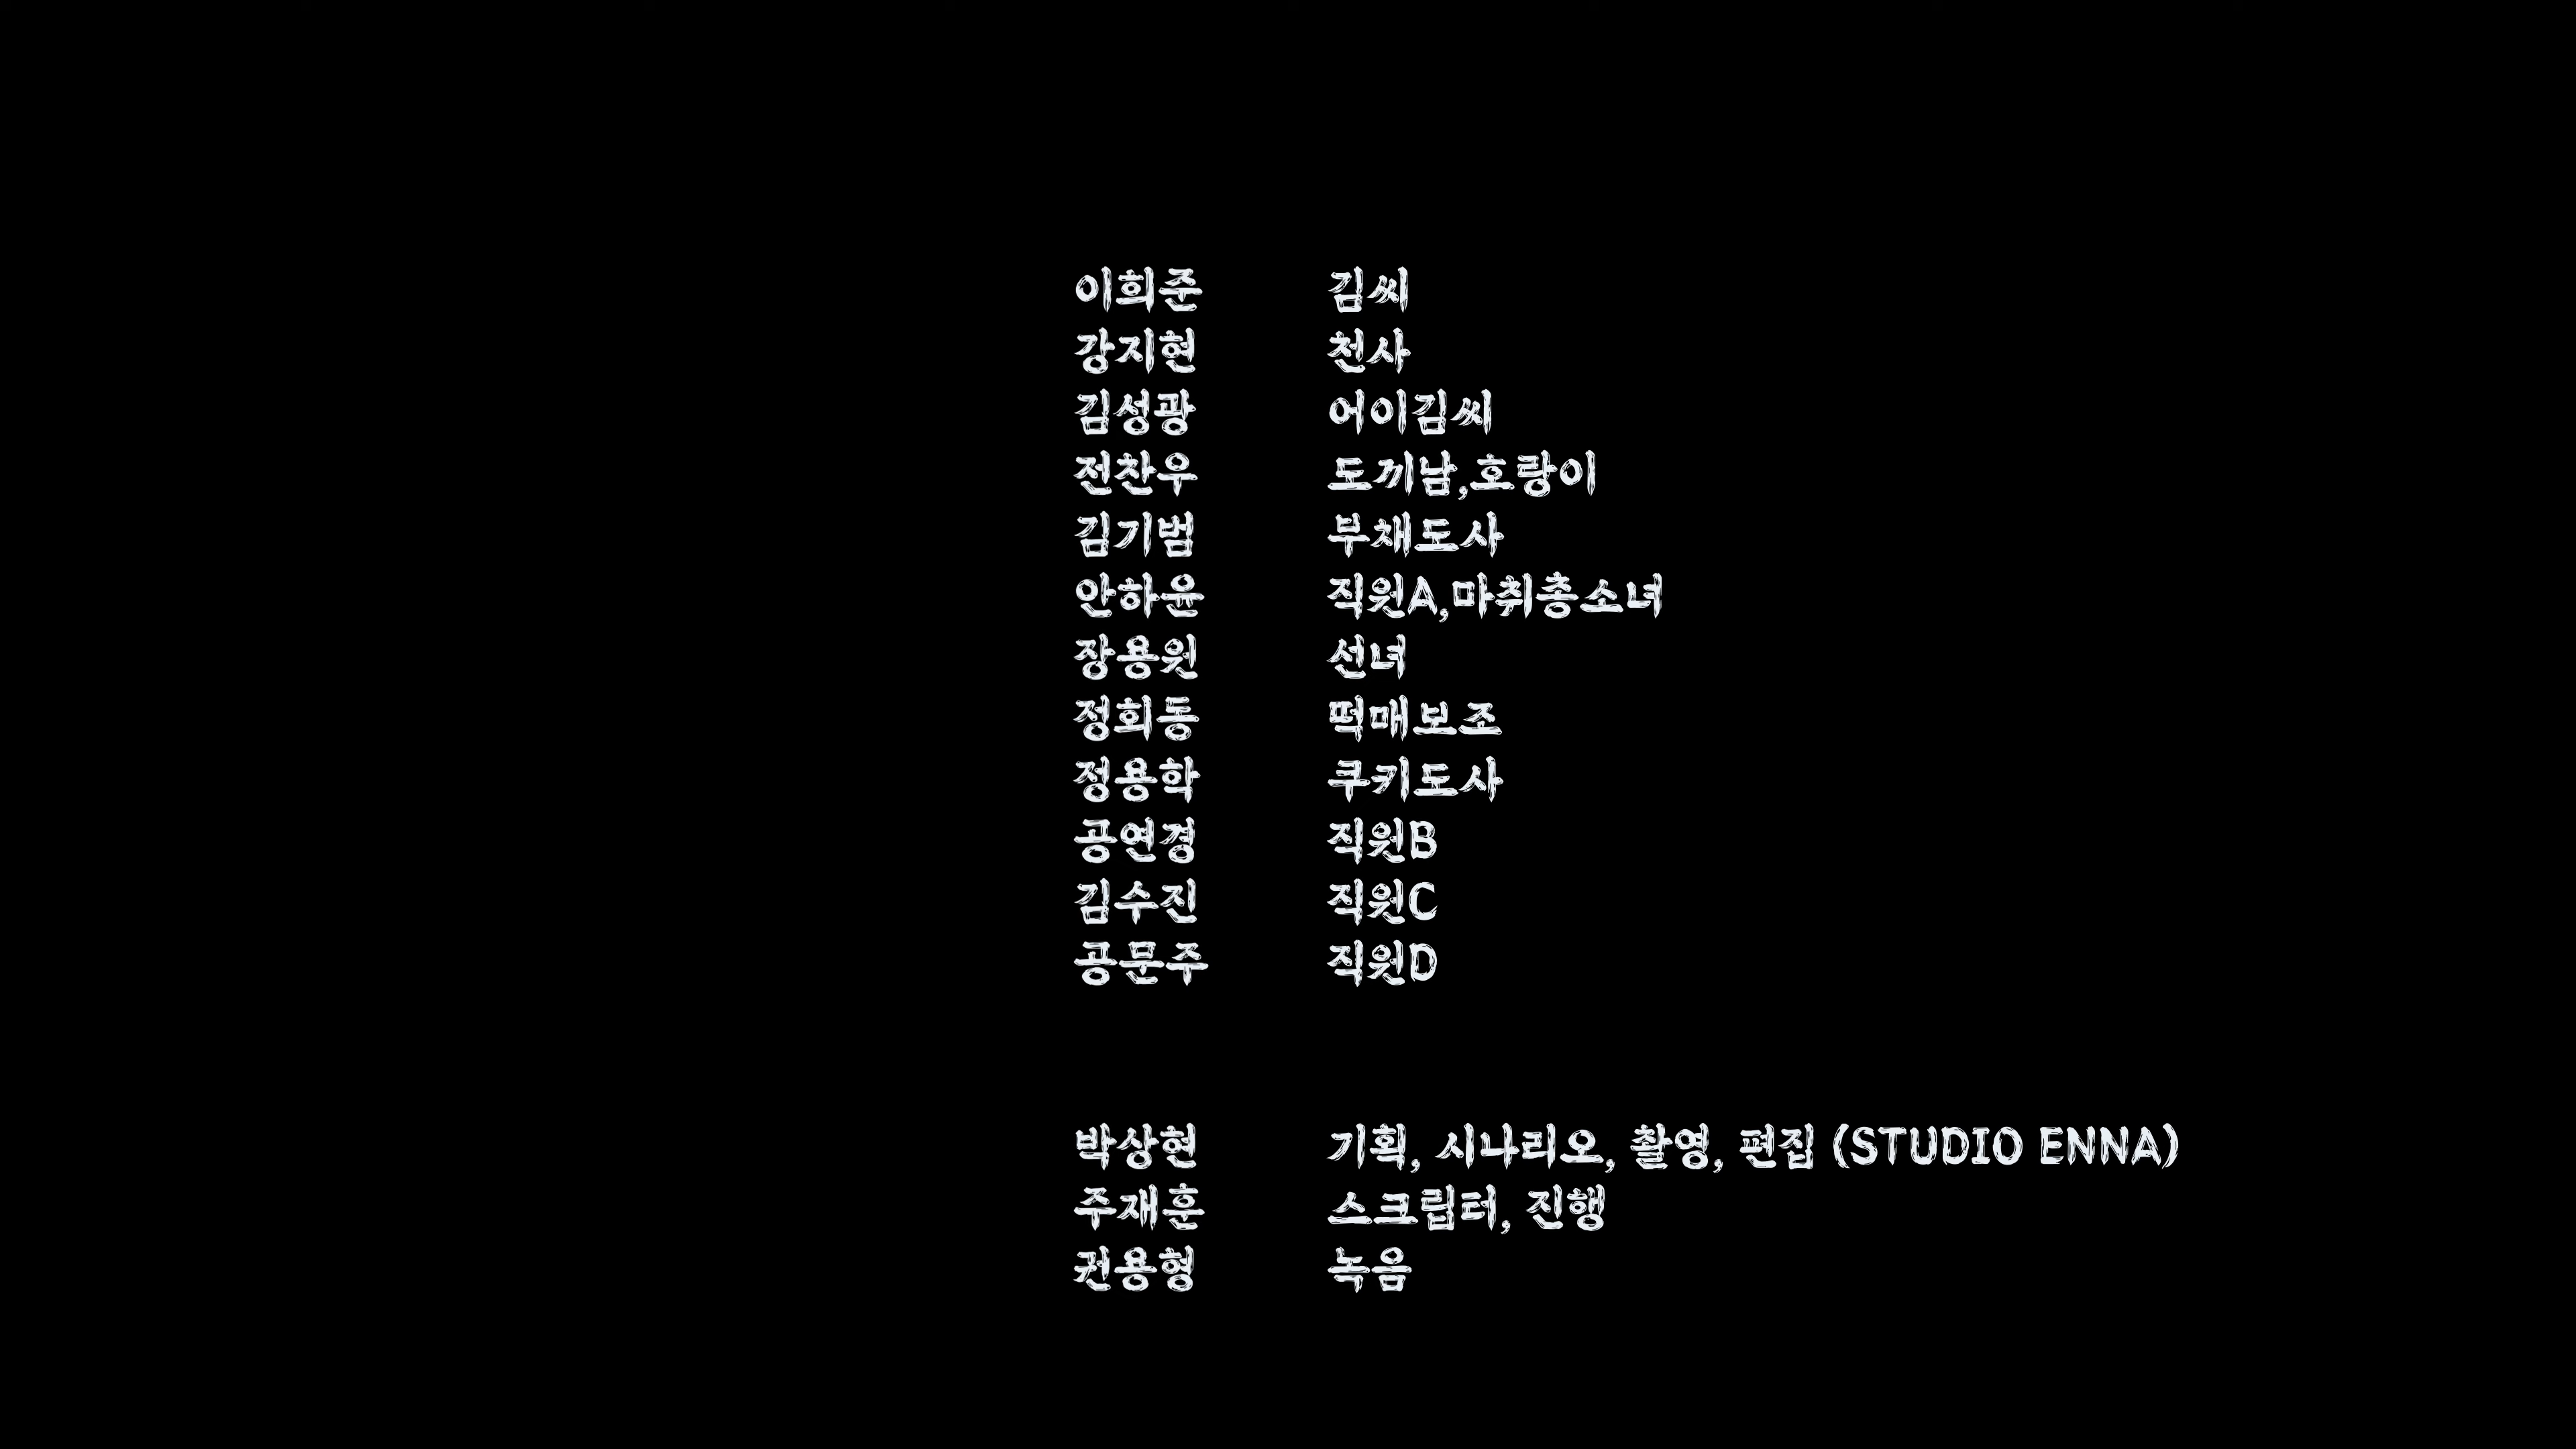 이희준 김씨
강지현 천사
김성광 어이김씨
전찬우 도끼남,호랑이
김기범 부채도사
안하윤 직원A,마취총소녀
장용원 선녀
정회동 떡매보조
정용학 쿠키도사
공연경 직원B
김수진 직원C
공문주 직원D
박상현 기획, 시나리오, 촬영, 편집 (STUDIO ENNA)
주재훈 스크립터, 진행
권용형 녹음